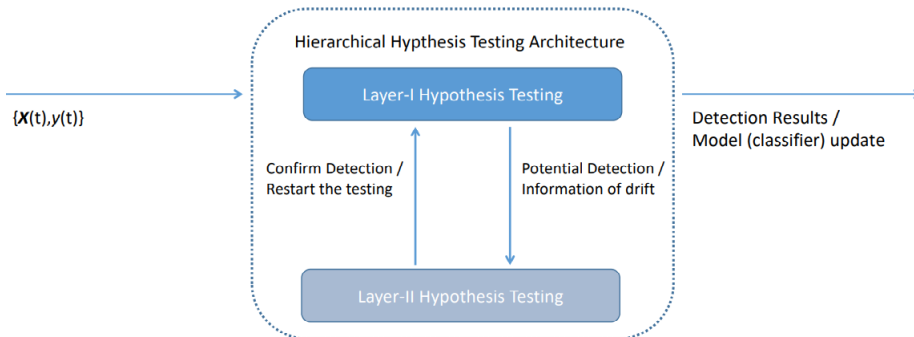 Hierarchical Hypthesis Testing Architecture
Layer-I Hypothesis Testing
{X(t),y(t)}
Detection Results /
Model (classifier) update
Confirm Detection /
Restart the testing
Potential Detection /
Information of drift
Layer-II Hypothesis Testing